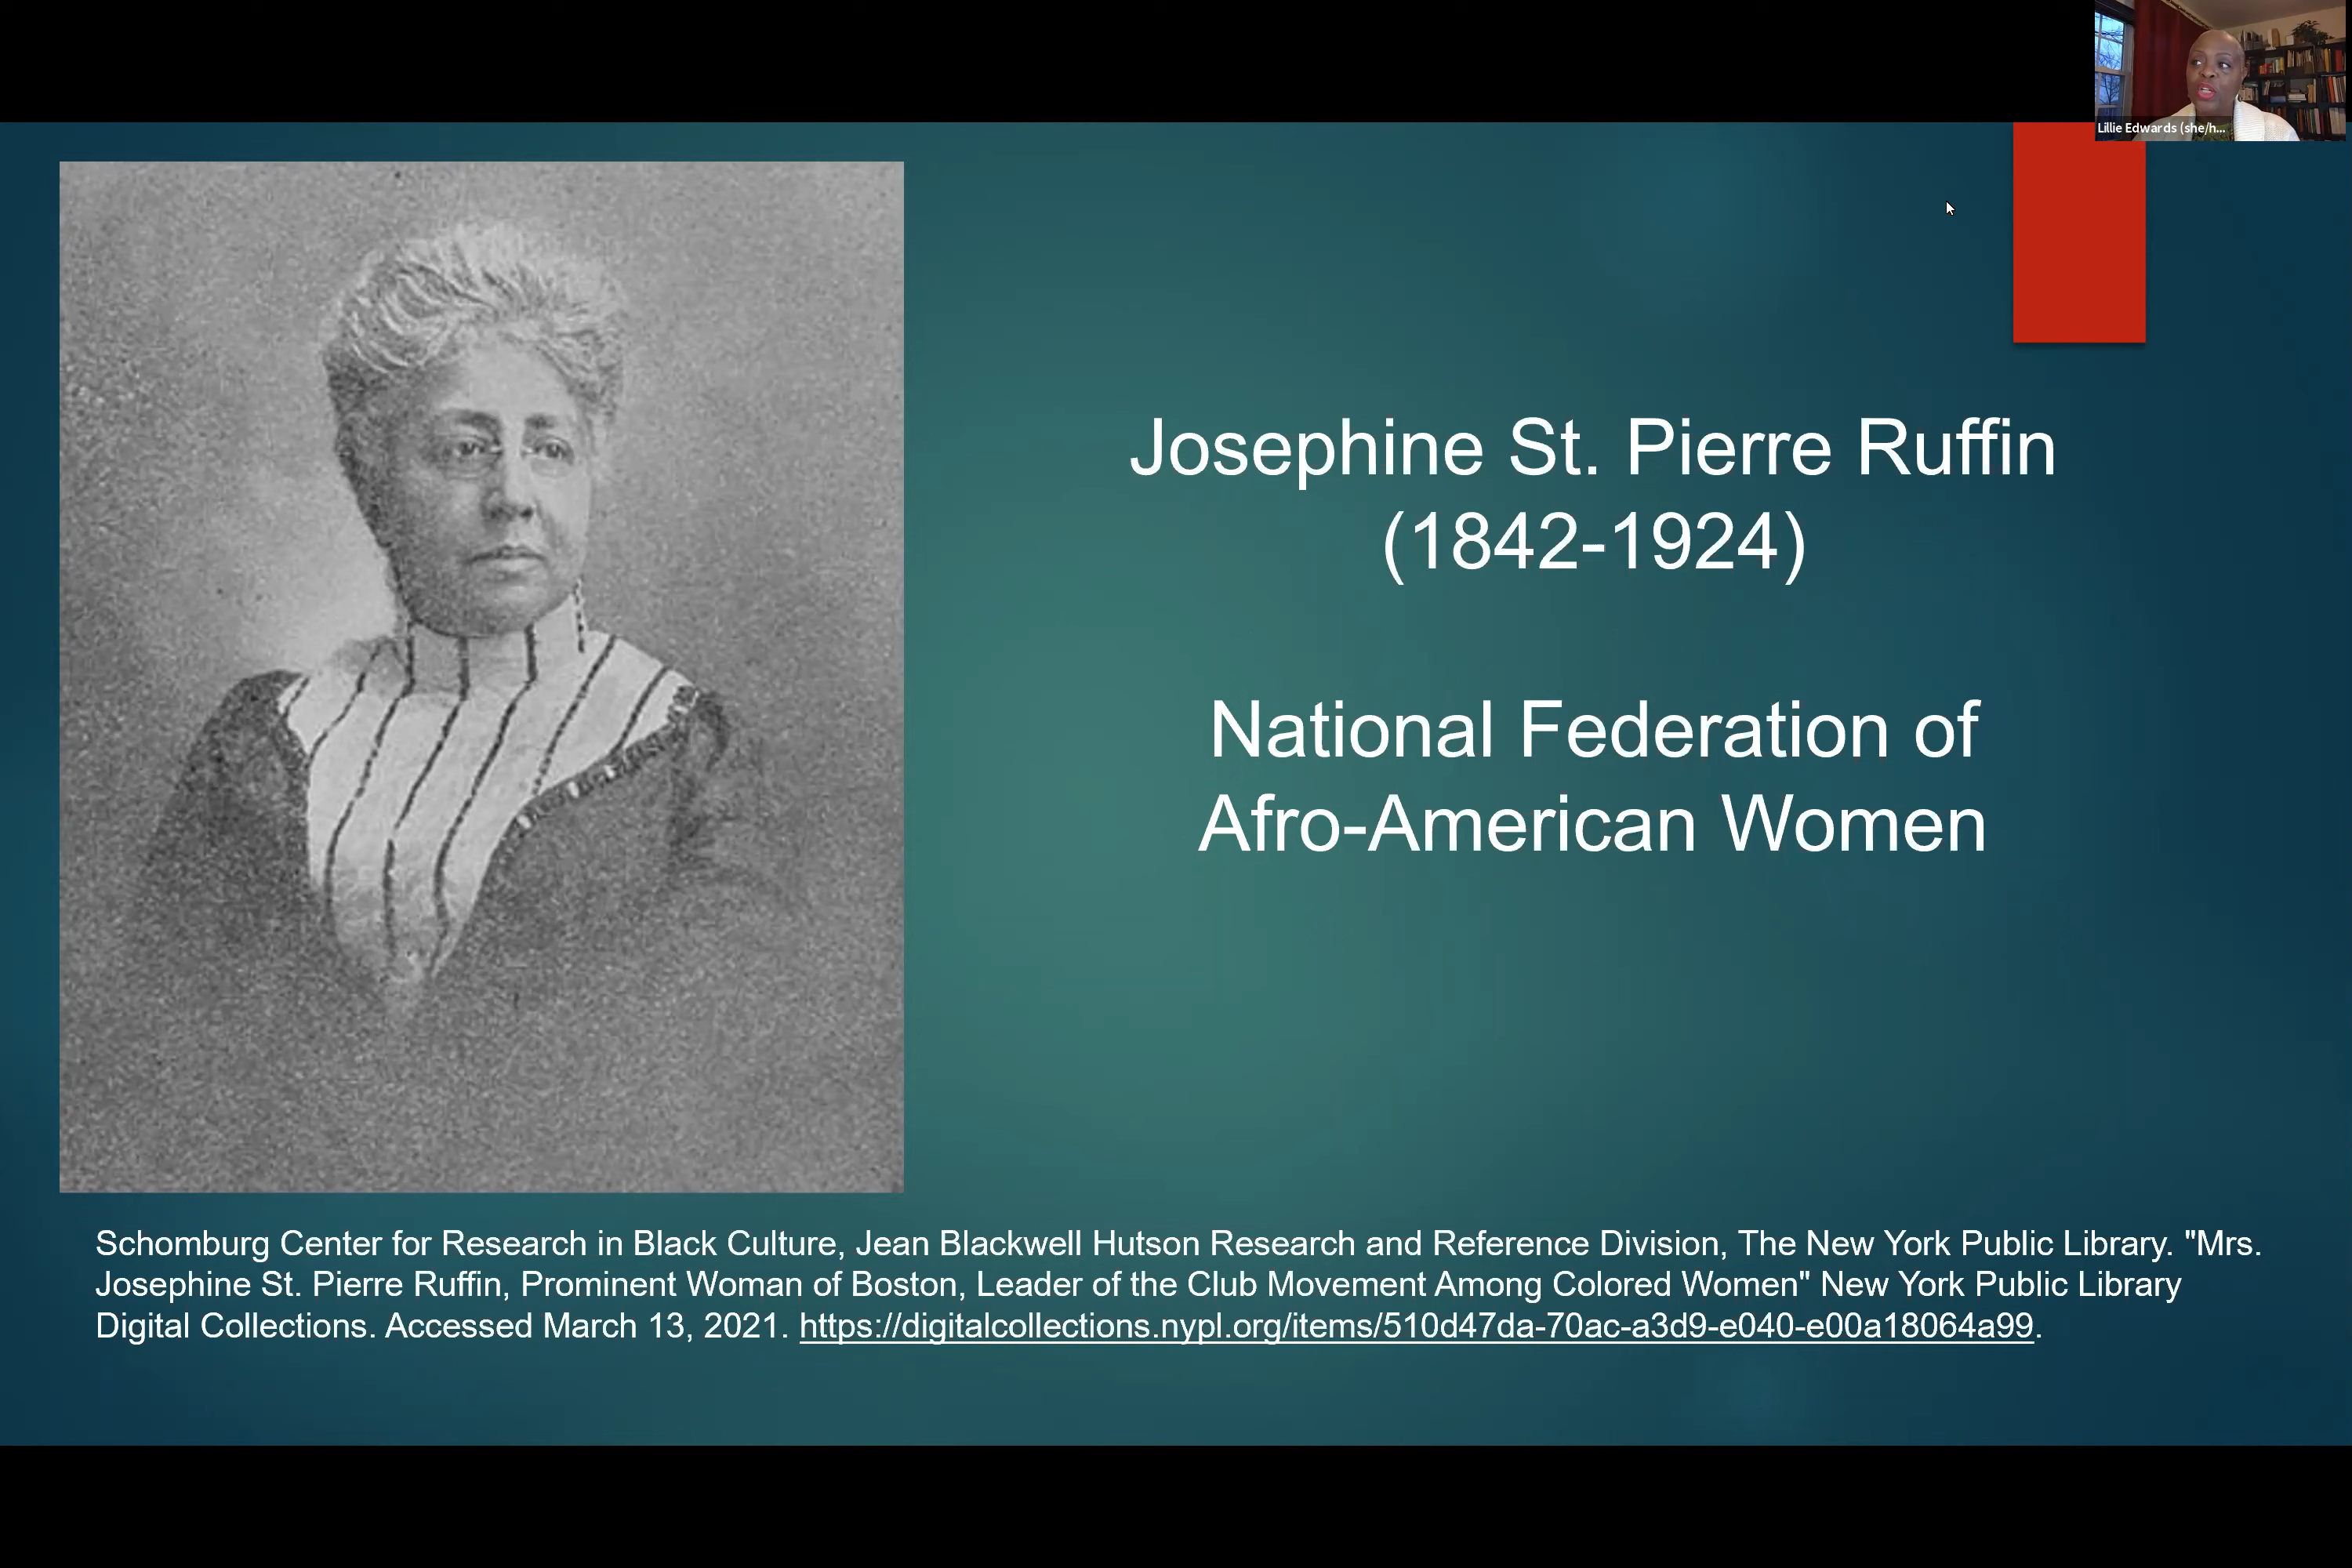 Lillie Edwards (she/h...
Josephine St. Pierre Ruffin
(1842-1924)
National Federation of
Afro-American Women
Schomburg Center for Research in Black Culture, Jean Blackwell Hutson Research and Reference Division, The New York Public Library. "Mrs.
Josephine St. Pierre Ruffin, Prominent Woman of Boston, Leader of the Club Movement Among Colored Women" New York Public Library
Digital Collections. Accessed March 13, 2021. https://digitalcollections.nypl.org/items/510d47da-70ac-a3d9-e040-e00a18064a99.